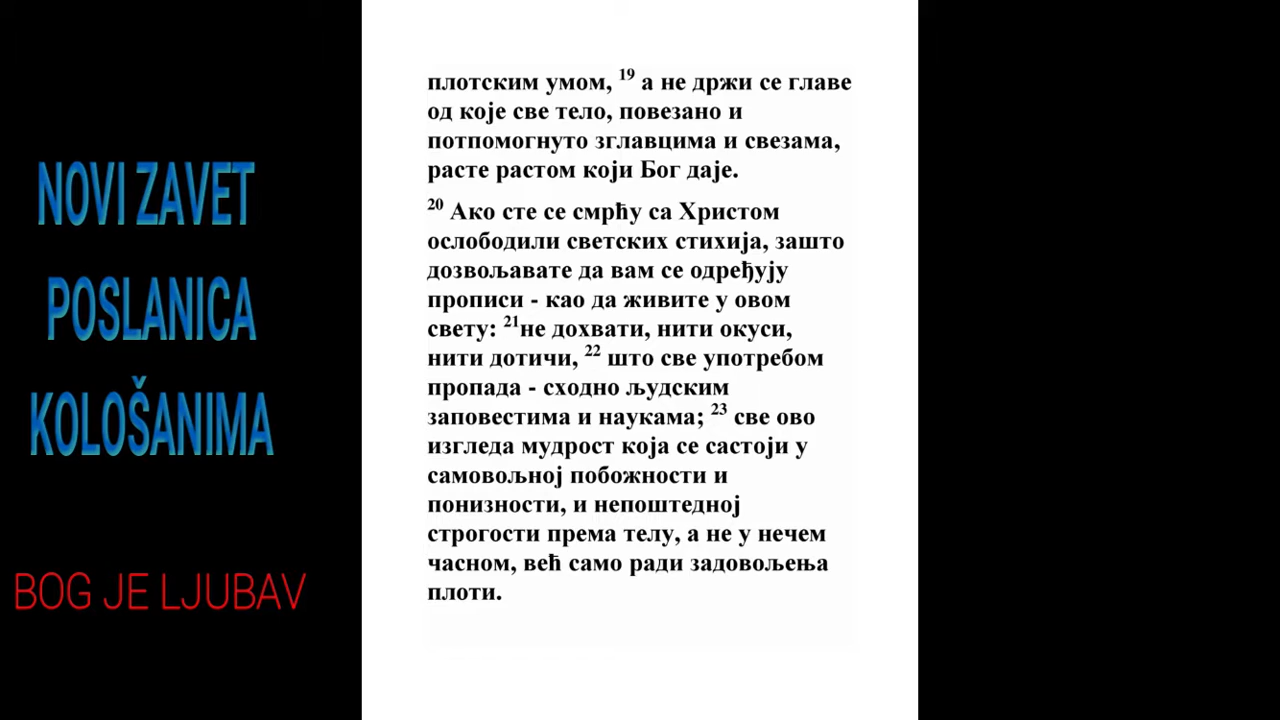 NOVI ZAVET
POSLANICA
KOLOŠANIMA
BOG JE LJUBAV
плотским умом, 19 а не држи се главе
од које све тело, повезано и
потпомогнуто зглавцима и свезама,
расте растом који Бог даје.
20 Ако сте се смрћу са Христом
ослободили светских стихија, зашто
дозвољавате да вам се одређују
прописи - као да живите у овом
свету: 21не дохвати, нити окуси,
нити дотичи, 22 што све употребом
пропада - сходно људским
заповестима и наукама; 23 све ово
изгледа мудрост која се састоји у
самовољној побожности и
понизности, и непоштедној
строгости према телу, а не у нечем
часном, већ само ради задовољења
плоти.